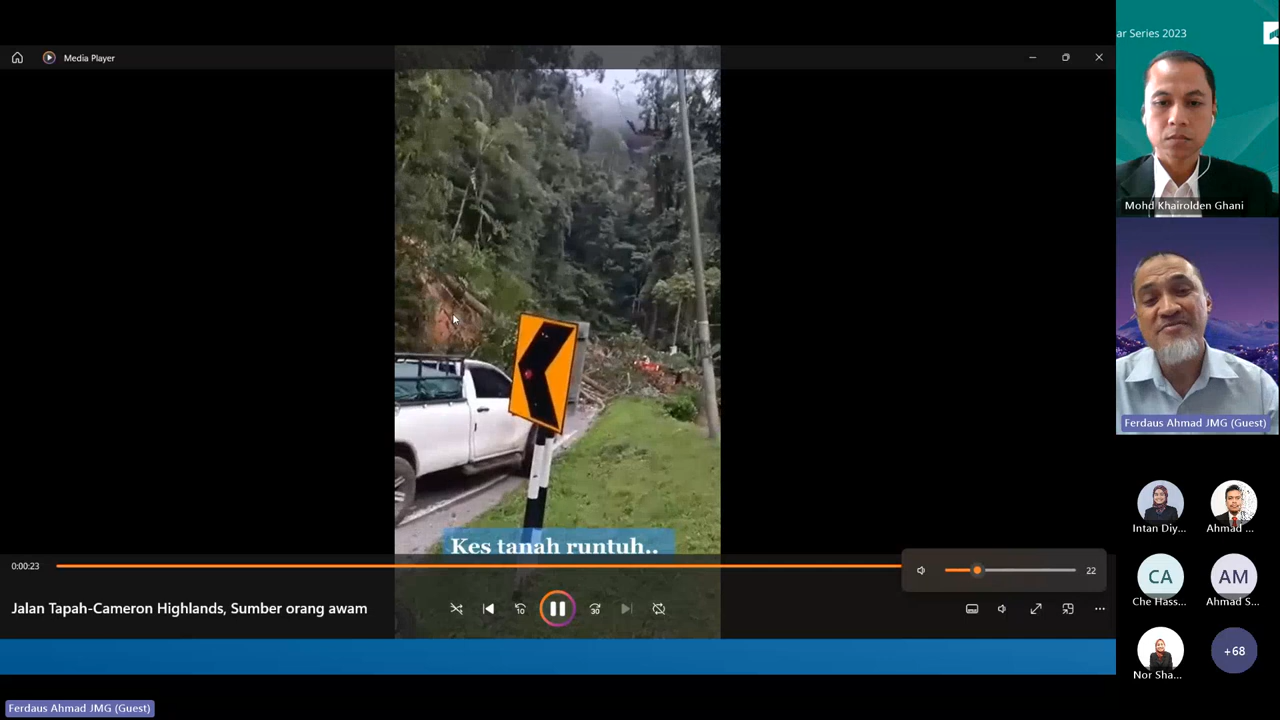 Media Player
ar Series 2023
Mohd Khairolden Ghani
Ferdaus Ahmad JMG (Guest)
Kes tanah runtuh..
0:00:23
22
Jalan Tapah-Cameron Highlands, Sumber orang awam
10
30
Intan Diy...
Ahmad ...
CA
AM
Che Hass...
Ahmad S...
+68
Nor Sha...
Ferdaus Ahmad JMG (Guest)